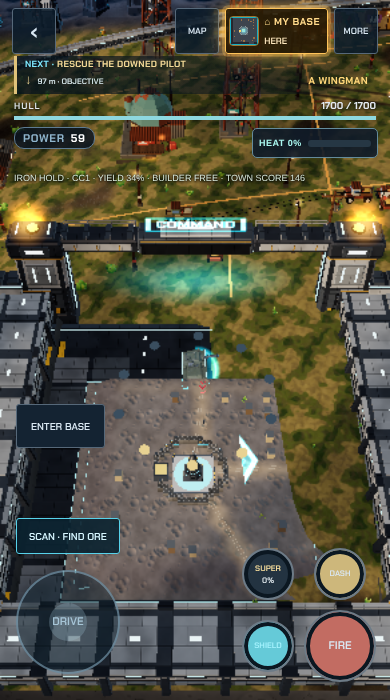 ‹
MAP
⌂ MY BASE
HERE
MORE
NEXT · RESCUE THE DOWNED PILOT
↓ 97 m · OBJECTIVE
A WINGMAN
HULL
1700 / 1700
POWER 59
HEAT 0%
IRON HOLD · CC1 · YIELD 34% · BUILDER FREE · TOWN SCORE 146
COMMAND
ENTER BASE
SCAN · FIND ORE
SUPER
0%
DASH
DRIVE
SHIELD
FIRE